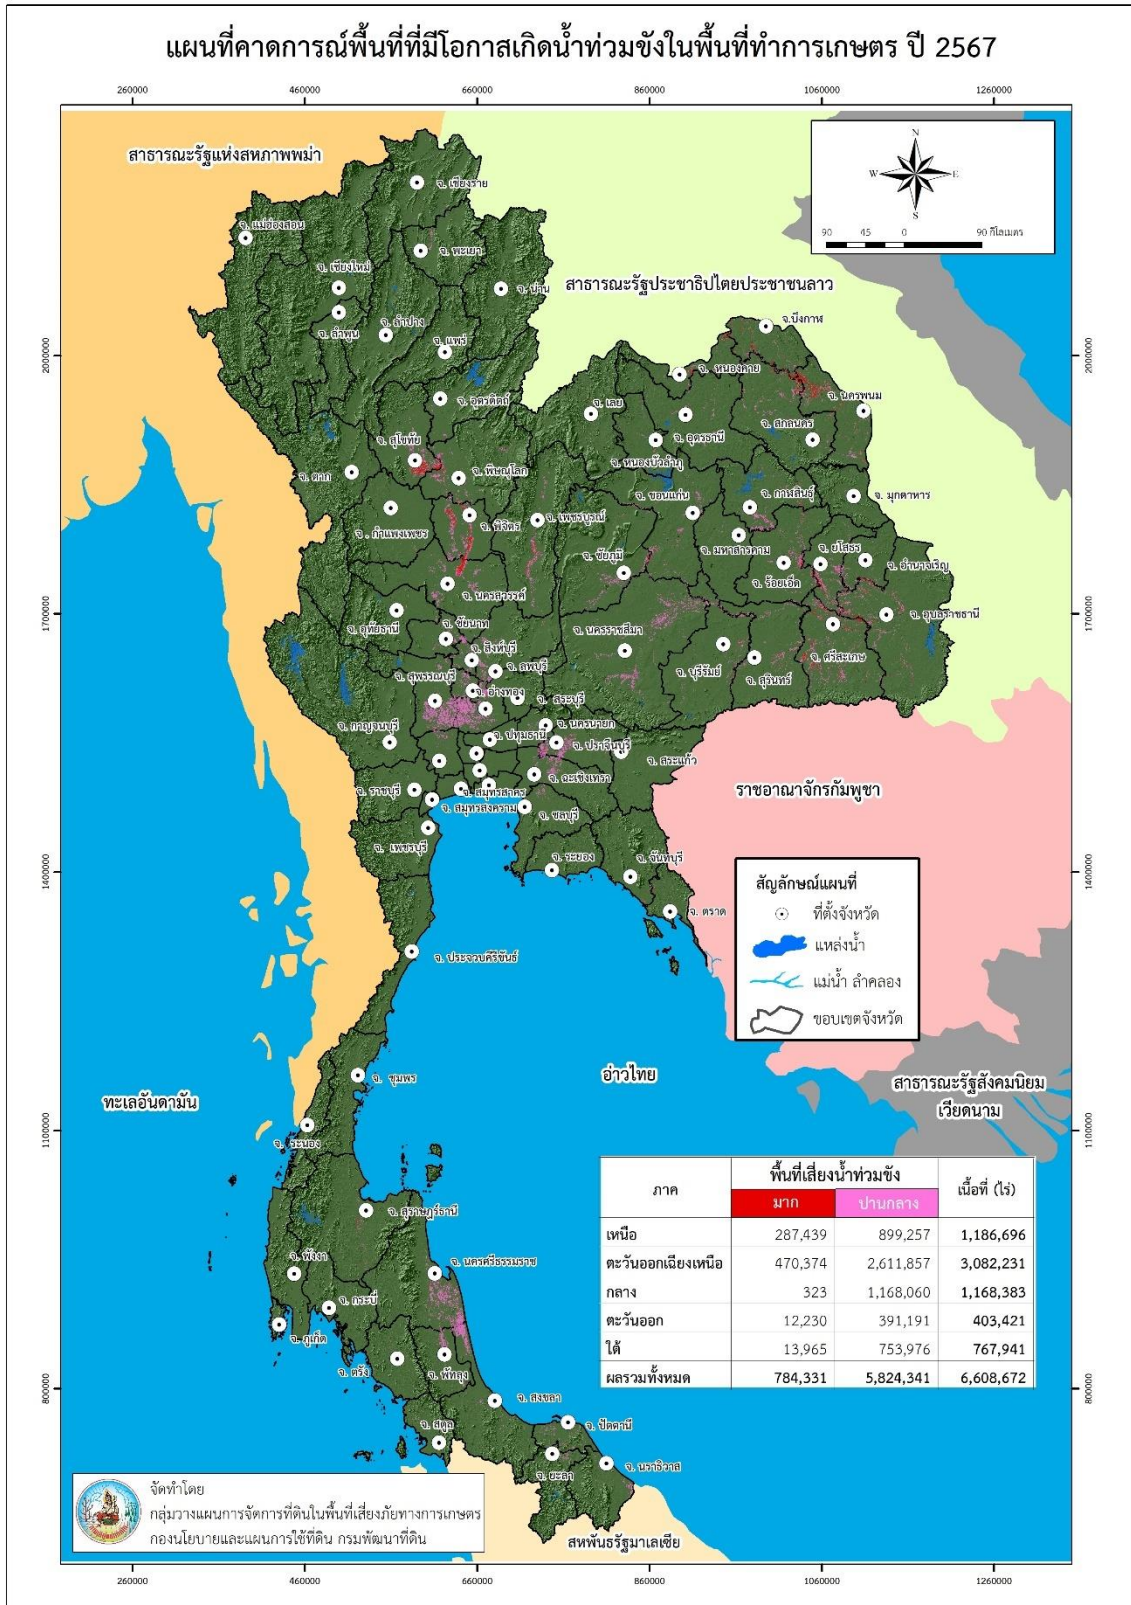 แผนที่คาดการณ์พื้นที่ที่มีโอกาสเกิดน้ำท่วมขังในพื้นที่ทำการเกษตร ปี 2567
260000 460000 660000 860000 1060000 1260000
สาธารณะรัฐแห่งสหภาพพม่า
N
W E
S
90 45 0 90 กิโลเมตร
จ. เชียงราย
จ. แม่ฮ่องสอน
จ. พะเยา
จ. เชียงใหม่
จ. น่าน
สาธารณะรัฐประชาธิปไตยประชาชนลาว
จ. ลำพูน
จ. ลำปาง
จ. แพร่
จ.บึงกาฬ
2000000
2000000
จ. หนองคาย
จ. อุตรดิตถ์
จ. เลย
จ. นครพนม
จ. สกลนคร
จ. อุดรธานี
จ. สุโขทัย
จ. หนองบัวลำภู
จ. ตาก
จ. พิษณุโลก
จ. ขอนแก่น
จ. กาฬสินธุ์
จ. มุกดาหาร
จ . กำแพงเพชร
จ. พิจิตร
จ. เพชรบูรณ์
จ. ชัยภูมิ
จ. มหาสารคาม
จ. ยโสธร
จ. ร้อยเอ็ด
จ. อำนาจเจริญ
จ. นครสวรรค์
จ. อุทัยธานี
จ. ชัยนาท
จ. นครราชสีมา
จ. อุบลราชธานี
1700000
1700000
จ. สิงห์บุรี
จ. ลพบุรี
จ. บุรีรัมย์
จ. สุรินทร์
จ. ศรีสะเกษ
จ. สุพรรณบุรี
จ. อ่างทอง
จ. สระบุรี
จ. นครนายก
จ. กาญจนบุรี
จ. ปทุมธานี
จ. ปราจีนบุรี
จ. สระแก้ว
จ. ฉะเชิงเทรา
จ. ราชบุรี
จ. สมุทรสาคร
จ. สมุทรสงคราม
จ. ชลบุรี
ราชอาณาจักรกัมพูชา
จ. เพชรบุรี
จ. ระยอง
จ. จันทบุรี
1400000
1400000
จ. ตราด
สัญลักษณ์แผนที่
ที่ตั้งจังหวัด
แหล่งน้ำ
แม่น้ำ ลำคลอง
ขอบเขตจังหวัด
จ. ประจวบคีรีขันธ์
จ. ชุมพร
อ่าวไทย
สาธารณะรัฐสังคมนิยม
เวียดนาม
ทะเลอันดามัน
1100000
1100000
จ. ระนอง
จ. สุราษฎร์ธานี
จ. พังงา
จ. นครศรีธรรมราช
จ. กระบี่
จ. ภูเก็ต
จ. ตรัง
จ. พัทลุง
800000
800000
จ. สงขลา
จ. สตูล
จ. ปัตตานี
จ. ยะลา
จ. นราธิวาส
ภาค พื้นที่เสี่ยงน้ำท่วมขัง เนื้อที่ (ไร่)
มาก ปานกลาง
เหนือ 287,439 899,257 1,186,696
ตะวันออกเฉียงเหนือ 470,374 2,611,857 3,082,231
กลาง 323 1,168,060 1,168,383
ตะวันออก 12,230 391,191 403,421
ใต้ 13,965 753,976 767,941
ผลรวมทั้งหมด 784,331 5,824,341 6,608,672
จัดทำโดย
กลุ่มวางแผนการจัดการที่ดินในพื้นที่เสี่ยงภัยทางการเกษตร
กองนโยบายและแผนการใช้ที่ดิน กรมพัฒนาที่ดิน
สหพันธรัฐมาเลเซีย
260000 460000 660000 860000 1060000 1260000